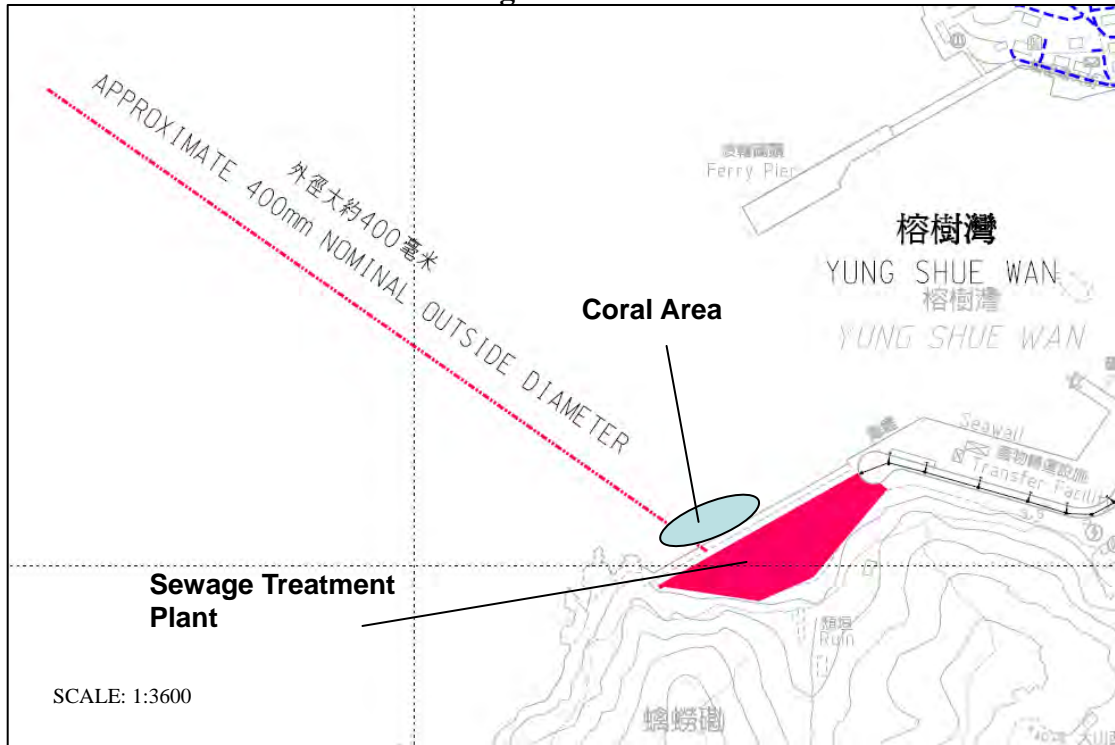 APPROXIMATE 400mm NOMINAL OUTSIDE DIAMETER
外徑大約400毫米
Ferry Pier
榕樹灣
YUNG SHUE WAN
榕樹灣
YUNG SHUE WAN
Coral Area
Seawall
Transfer Facili
Sewage Treatment
Plant
Ruin
SCALE: 1:3600